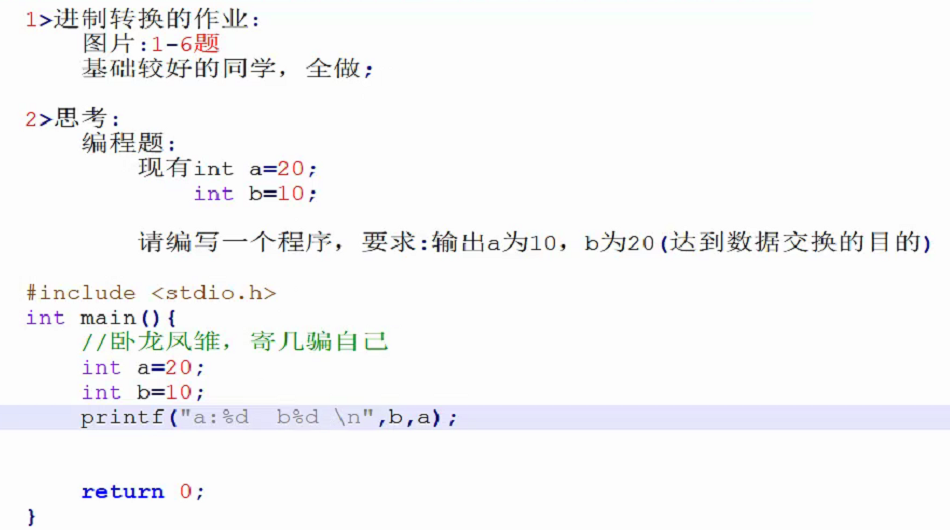 1>进制转换的作业:
图片:1-6题
基础较好的同学，全做;
2>思考:
编程题:
现有int a=20;
int b=10;
请编写一个程序，要求:输出a为10，b为20(达到数据交换的目的)
#include <stdio.h>
int main(){
//卧龙凤雏，寄几骗自己
int a=20;
int b=10;
printf("a:%d  b%d \n",b,a);
return 0;
}